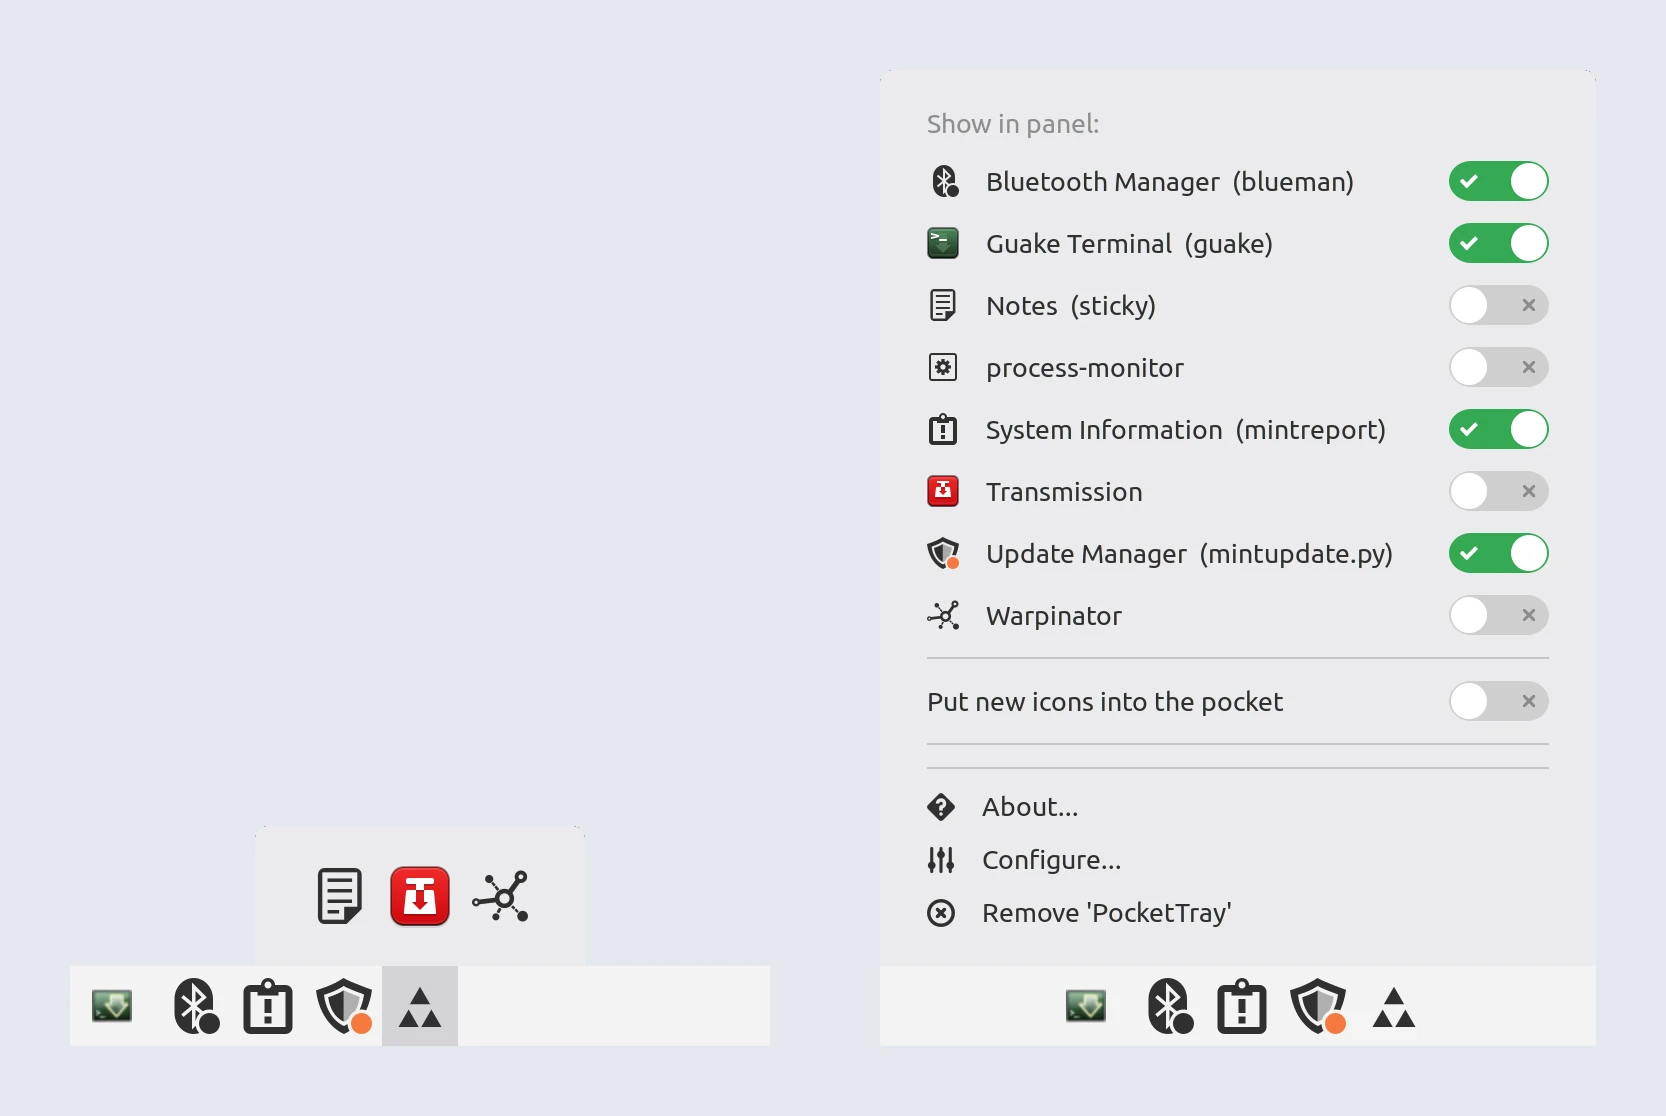 Show in panel:
Bluetooth Manager (blueman)
Guake Terminal (guake)
Notes (sticky)
process-monitor
System Information (mintreport)
Transmission
Update Manager (mintupdate.py)
Warpinator
Put new icons into the pocket
About...
Configure...
Remove 'PocketTray'